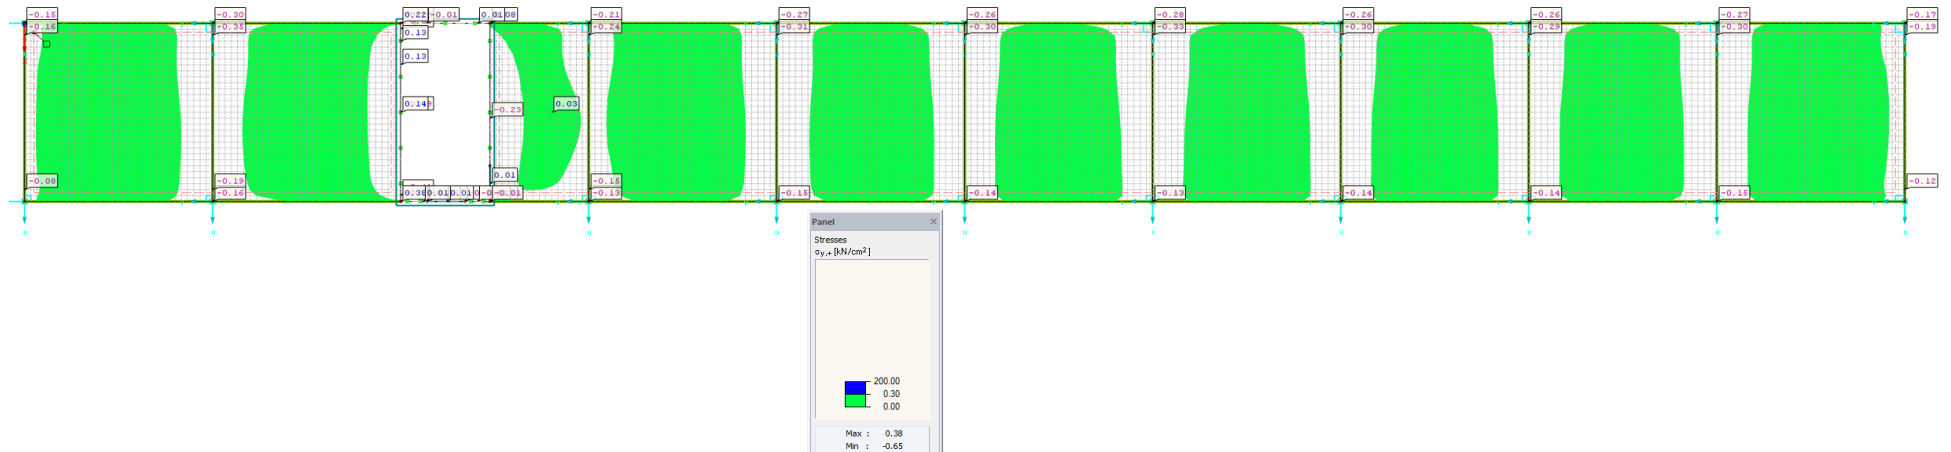 -0.15 -0.30 0.22 -0.01 0.01 08 -0.21 -0.27 -0.26 -0.28 -0.26 -0.26 -0.27 -0.17
-0.16 -0.35 0.13 -0.24 -0.31 -0.30 -0.33 -0.30 -0.29 -0.30 -0.19
0.13
0.14 -0.23 0.03
0.01
-0.08 -0.19 -0.15 -0.12
-0.16 0.38 0.01 0.01 -0.01 -0.13 -0.15 -0.14 -0.13 -0.14 -0.14 -0.15
Panel ×
Stresses
σy,+ [kN/cm²]
200.00
0.30
0.00
Max : 0.38
Min : -0.65